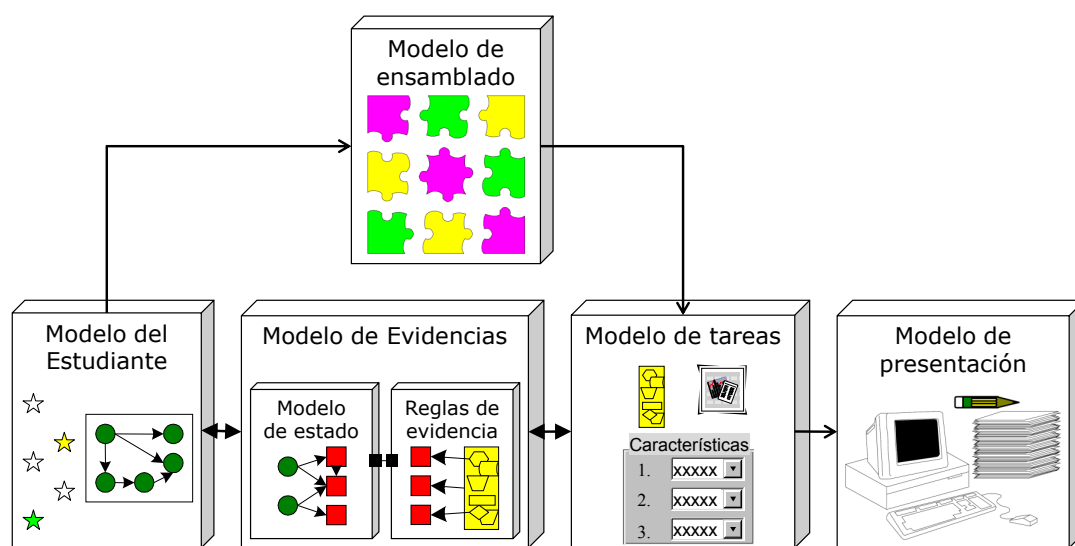 Modelo de
ensamblado
Modelo del
Estudiante
Modelo de Evidencias
Modelo
de estado
Reglas de
evidencia
Modelo de tareas
Características
1. xxxxx
2. xxxxx
3. xxxxx
Modelo de
presentación